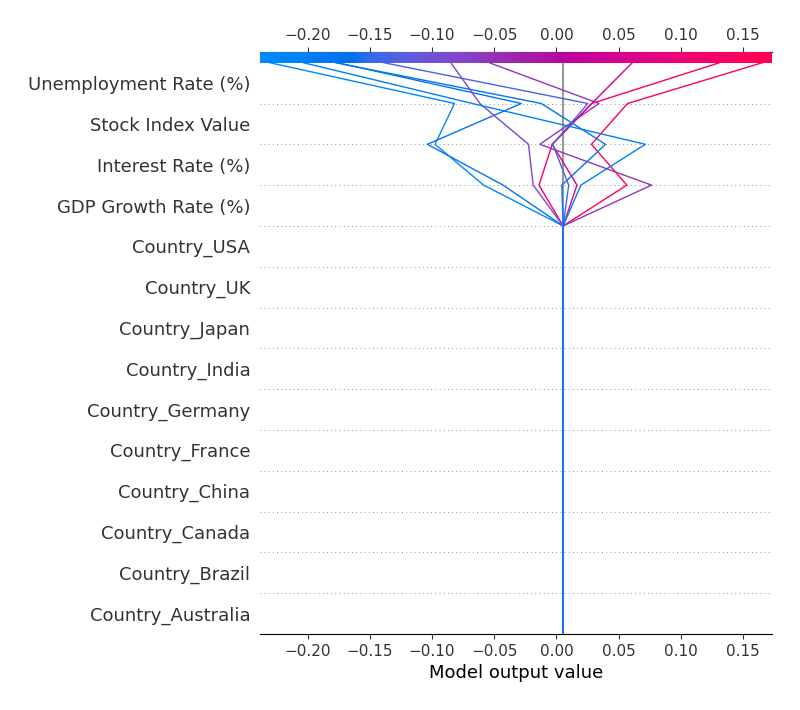 −0.20 −0.15 −0.10 −0.05 0.00 0.05 0.10 0.15
Unemployment Rate (%)
Stock Index Value
Interest Rate (%)
GDP Growth Rate (%)
Country_USA
Country_UK
Country_Japan
Country_India
Country_Germany
Country_France
Country_China
Country_Canada
Country_Brazil
Country_Australia
−0.20 −0.15 −0.10 −0.05 0.00 0.05 0.10 0.15
Model output value